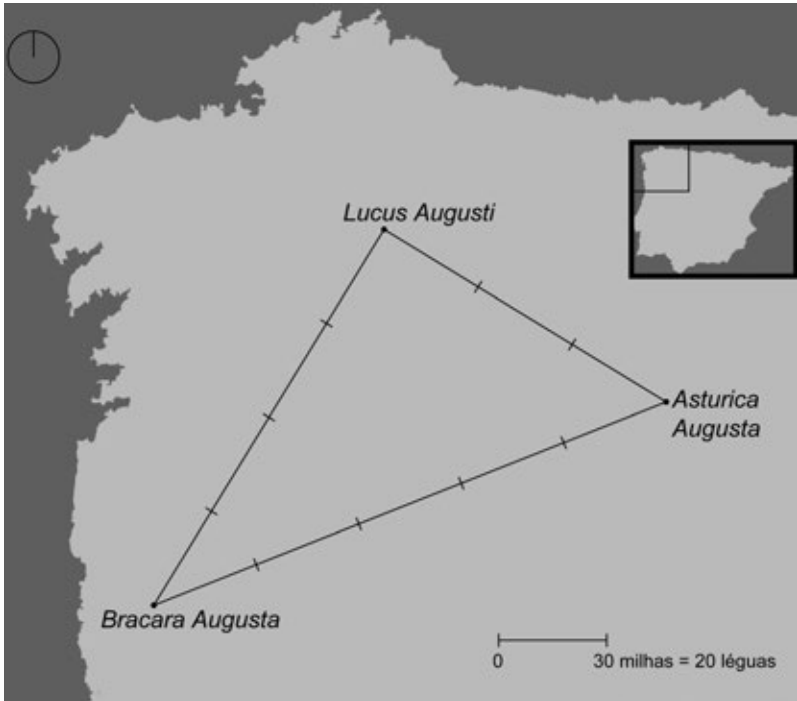 Lucus Augusti
Asturica
Augusta
Bracara Augusta
0 30 milhas = 20 léguas